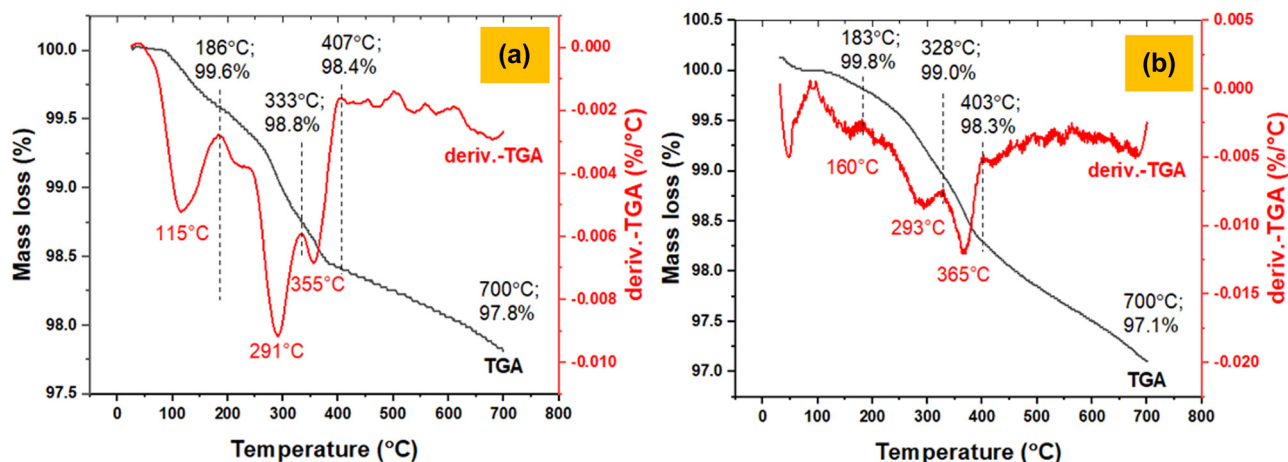 (a)
186°C;
99.6%
407°C;
98.4%
333°C;
98.8%
deriv.-TGA
115°C
355°C
291°C
700°C;
97.8%
TGA
Mass loss (%)
100.0
99.5
99.0
98.5
98.0
97.5
0 100 200 300 400 500 600 700 800
Temperature (°C)
0.000
-0.002
-0.004
-0.006
-0.008
-0.010
deriv.-TGA (%/°C)
(b)
183°C;
99.8%
328°C;
99.0%
403°C;
98.3%
deriv.-TGA
160°C
293°C
365°C
700°C;
97.1%
TGA
Mass loss (%)
100.5
100.0
99.5
99.0
98.5
98.0
97.5
97.0
0 100 200 300 400 500 600 700 800
Temperature (°C)
0.005
0.000
-0.005
-0.010
-0.015
-0.020
deriv.-TGA (%/°C)